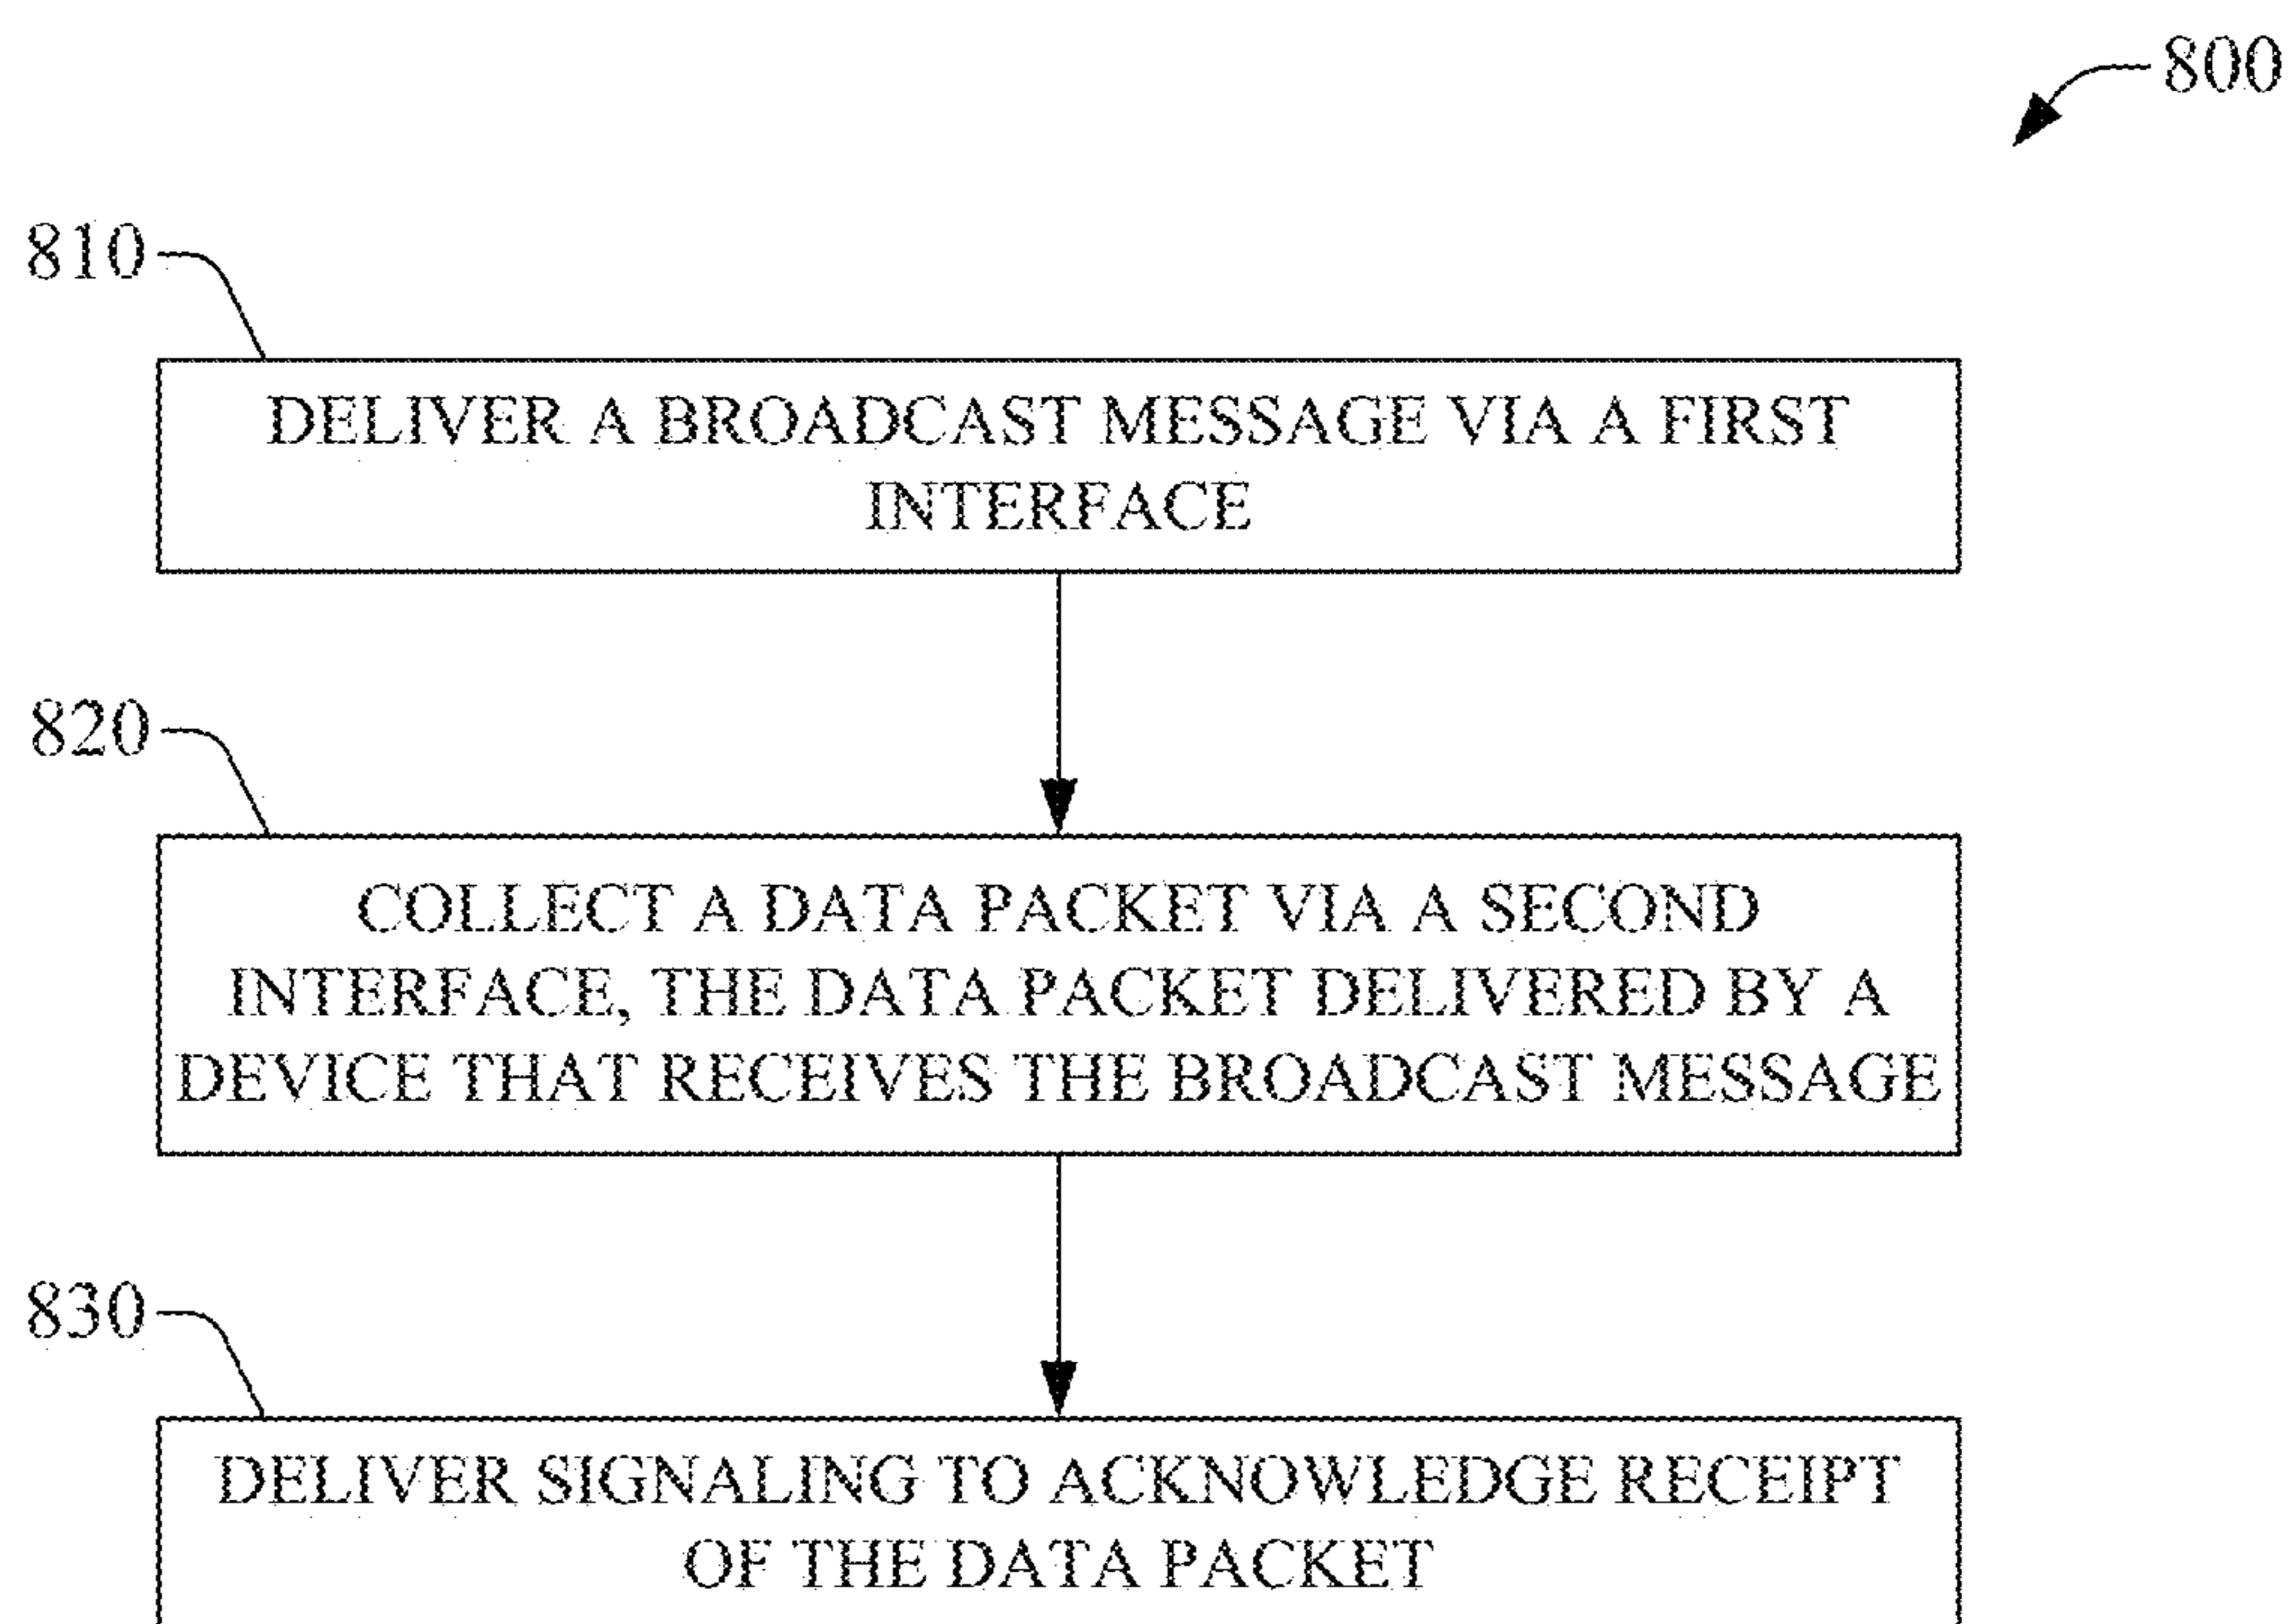 800
810
DELIVER A BROADCAST MESSAGE VIA A FIRST
INTERFACE
820
COLLECT A DATA PACKET VIA A SECOND
INTERFACE, THE DATA PACKET DELIVERED BY A
DEVICE THAT RECEIVES THE BROADCAST MESSAGE
830
DELIVER SIGNALING TO ACKNOWLEDGE RECEIPT
OF THE DATA PACKET